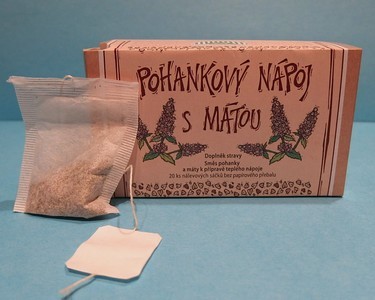 POHANKOVÝ NÁPOJ
S MÁTOU
Doplněk stravy
Směs pohanky
a máty k přípravě teplého nápoje
20 ks nálevových sáčků bez papírového přebalu